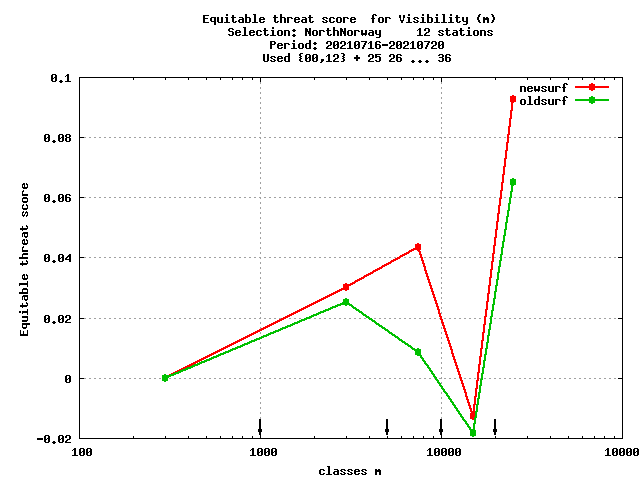 Equitable threat score  for Visibility (m)
Selection: NorthNorway     12 stations
Period: 20210716-20210720
Used {00,12} + 25 26 ... 36
newsurf
oldsurf
0.1
0.08
0.06
0.04
0.02
0
-0.02
Equitable threat score
100
1000
10000
10000
classes m